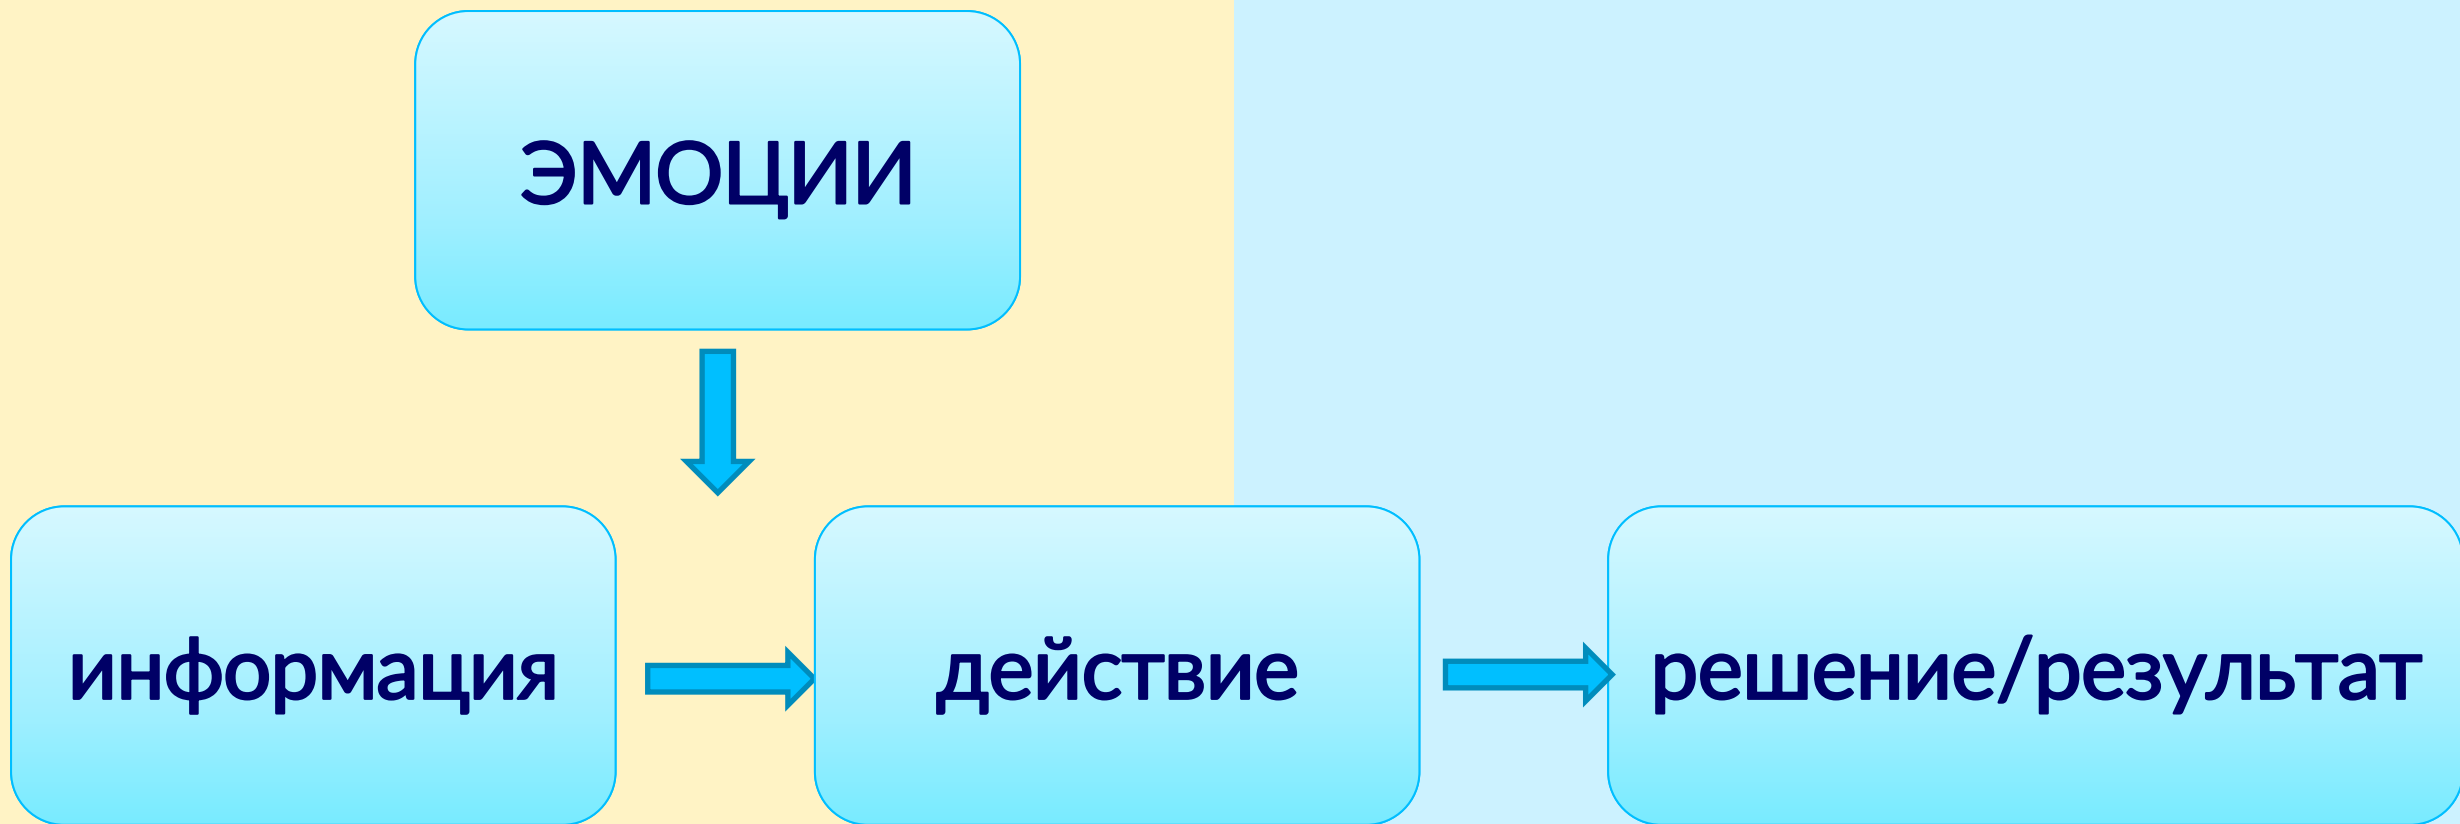 ЭМОЦИИ
информация
действие
решение/результат